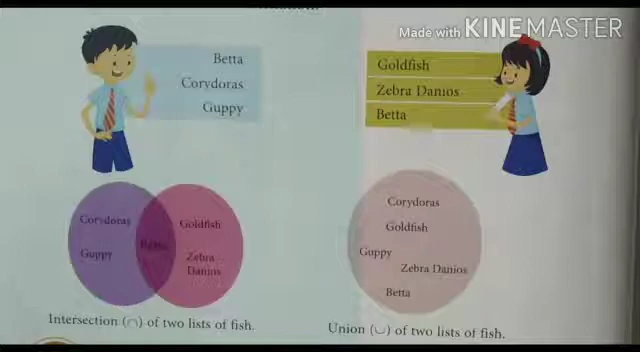 Made with KINEMASTER
Betta
Corydoras
Guppy
Goldfish
Zebra Danios
Betta
Corydoras
Guppy
Betta
Goldfish
Zebra
Danios
Corydoras
Goldfish
Guppy
Zebra Danios
Betta
Intersection (∩) of two lists of fish.
Union (∪) of two lists of fish.